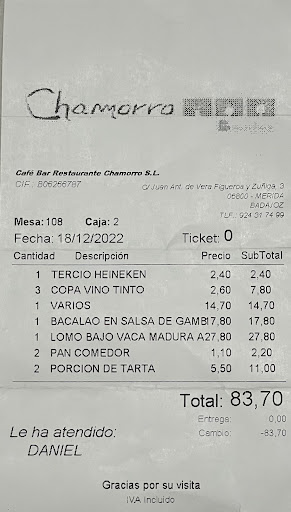 Chamorro
Café Bar Restaurante Chamorro S.L.
CIF.: B06266787
C/ Juan Ant. de Vera Figueroa y Zuñiga, 3
06800 - MERIDA
BADAJOZ
TLF.: 924 31 74 99
Mesa: 108 Caja: 2
Fecha: 18/12/2022 Ticket: 0
Cantidad Descripción Precio SubTotal
1 TERCIO HEINEKEN 2,40 2,40
3 COPA VINO TINTO 2,60 7,80
1 VARIOS 14,70 14,70
1 BACALAO EN SALSA DE GAMB 17,80 17,80
1 LOMO BAJO VACA MADURA A 27,80 27,80
2 PAN COMEDOR 1,10 2,20
2 PORCION DE TARTA 5,50 11,00
Total: 83,70
Entrega: 0,00
Cambio: -83,70
Le ha atendido:
DANIEL
Gracias por su visita
IVA Incluido